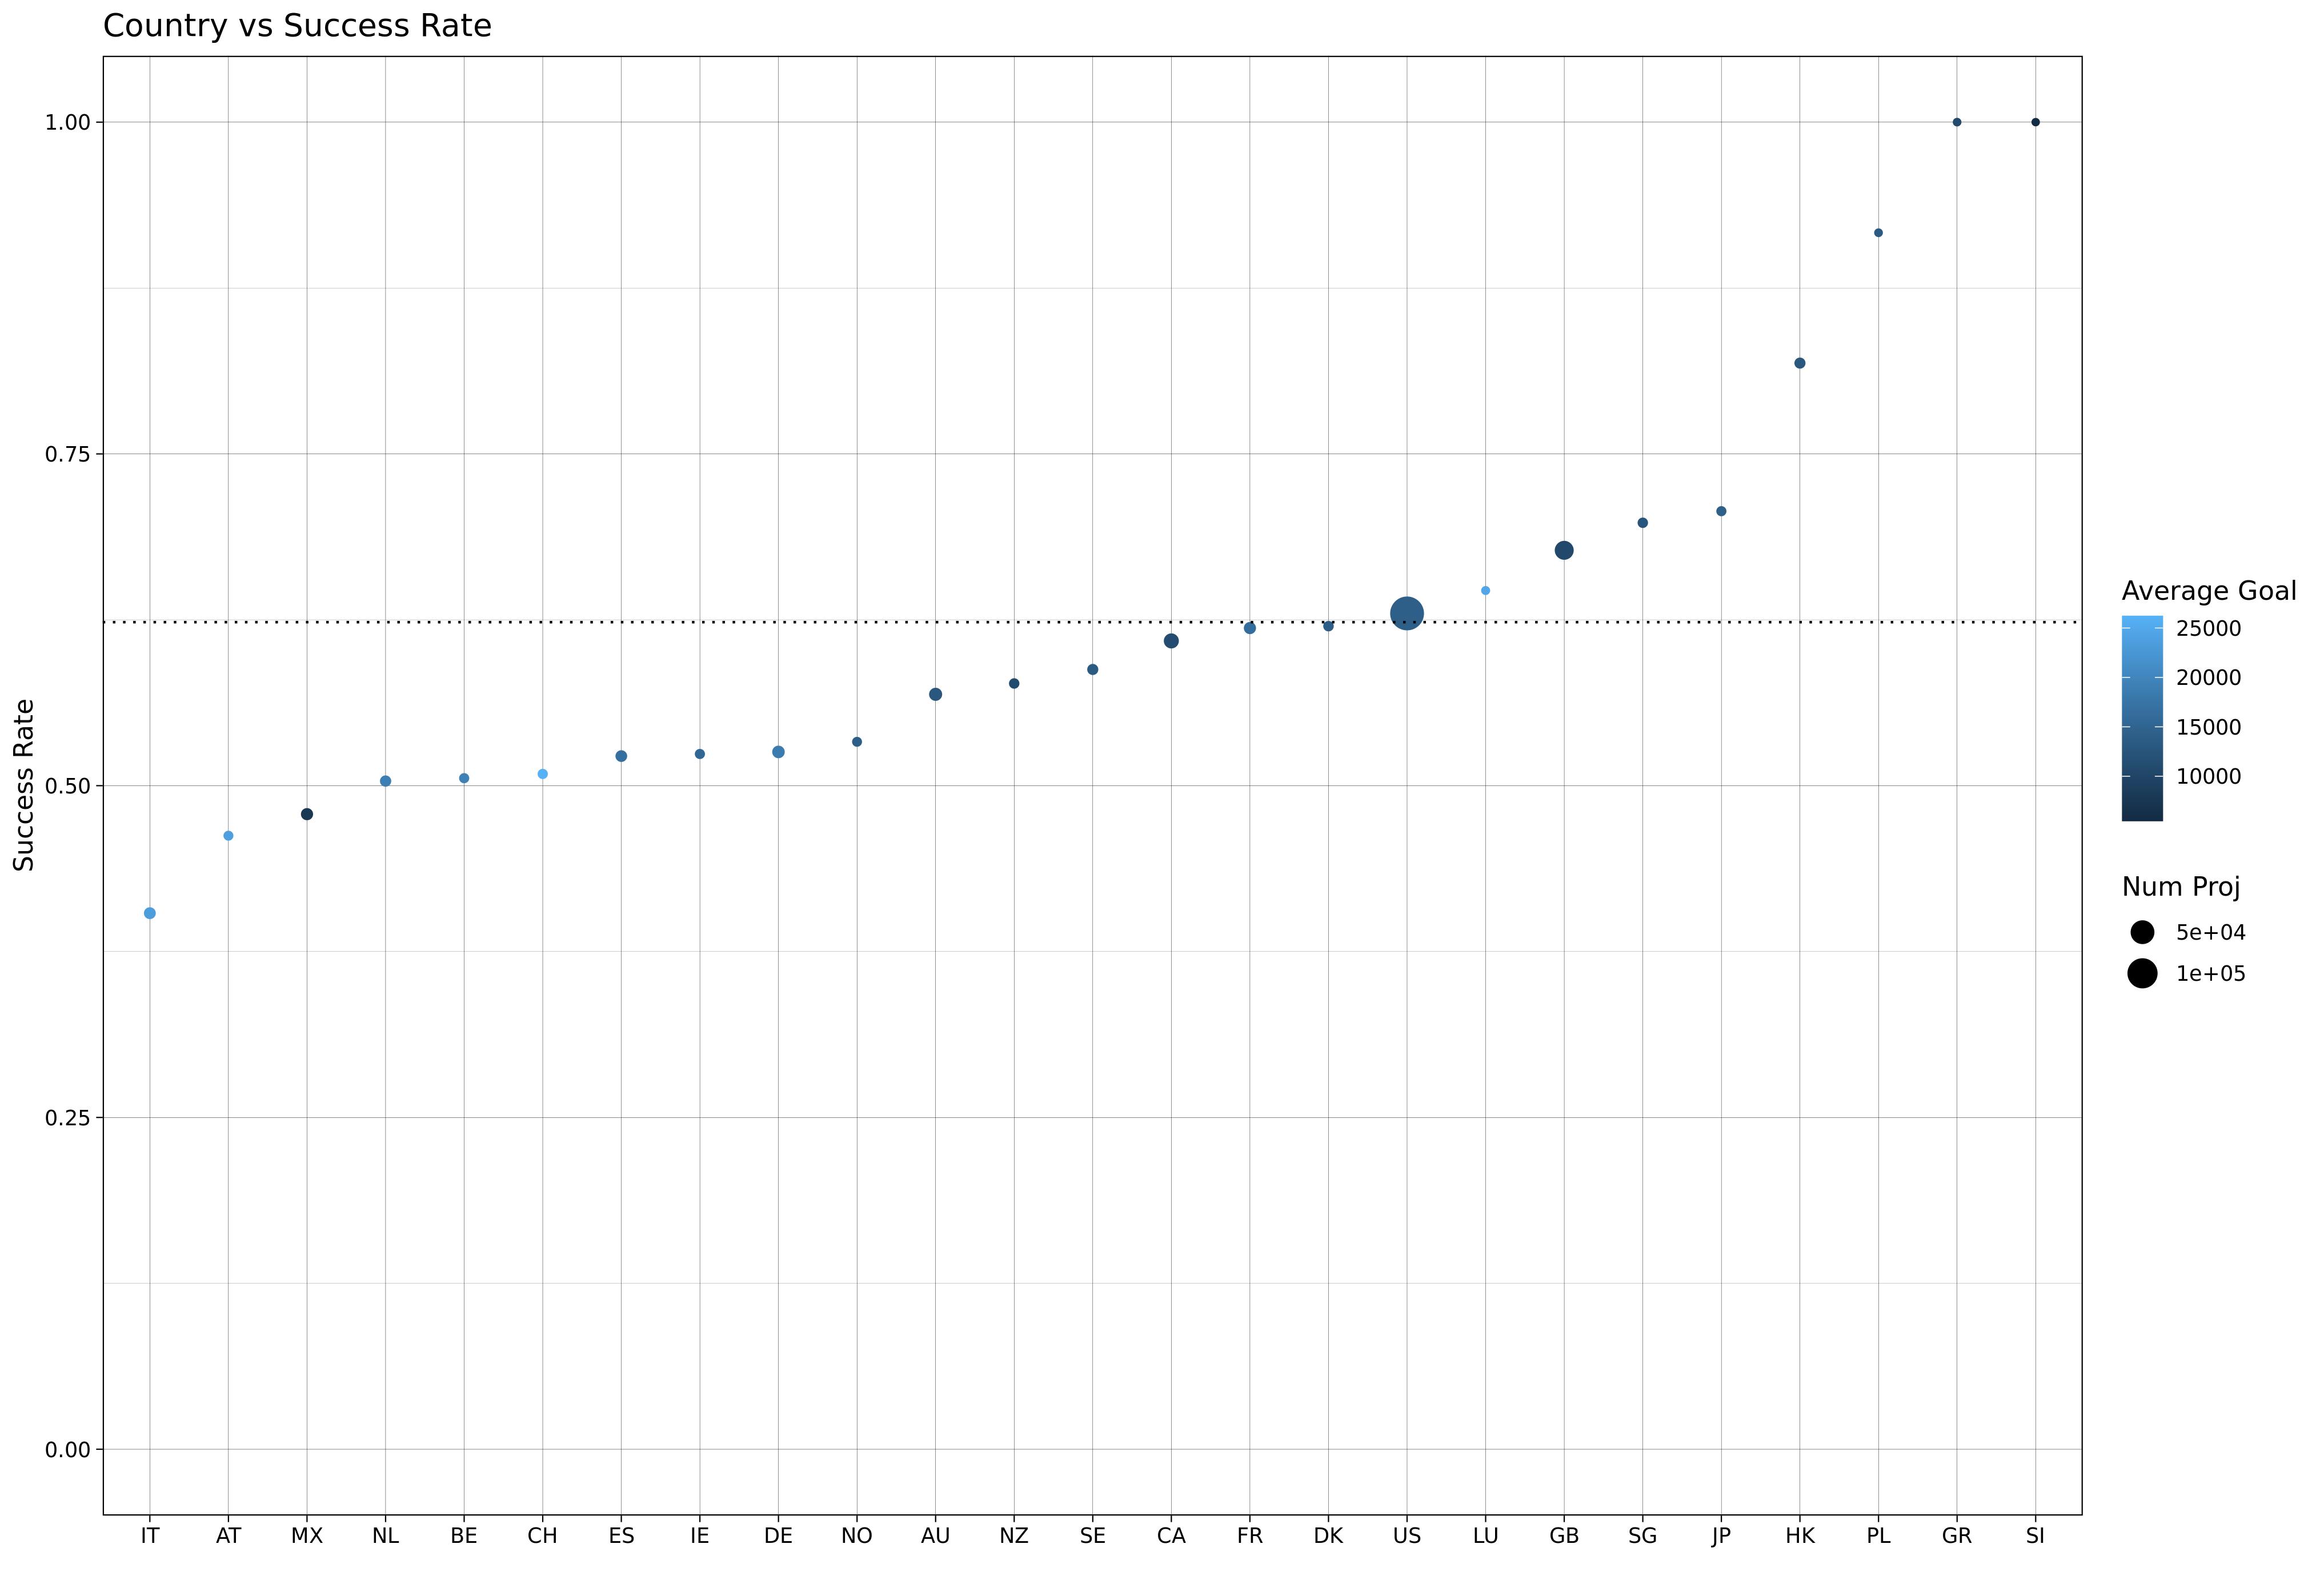 Country vs Success Rate
1.00
0.75
0.50
0.25
0.00
Success Rate
IT AT MX NL BE CH ES IE DE NO AU NZ SE CA FR DK US LU GB SG JP HK PL GR SI
Average Goal
25000
20000
15000
10000
Num Proj
5e+04
1e+05